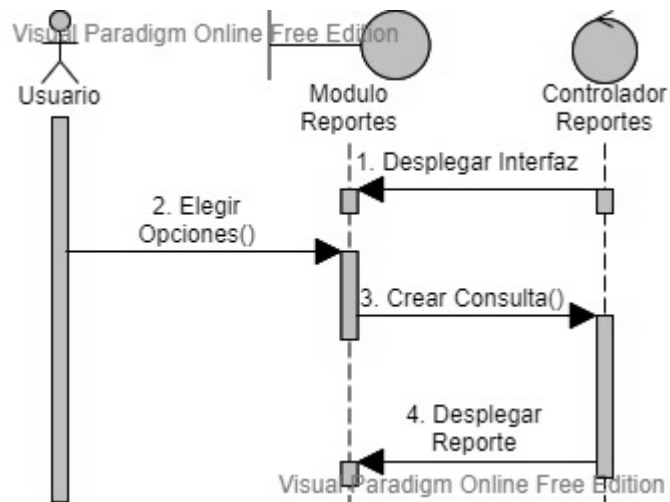 Visual Paradigm Online Free Edition
Usuario
Modulo
Reportes
Controlador
Reportes
1. Desplegar Interfaz
2. Elegir
Opciones()
3. Crear Consulta()
4. Desplegar
Reporte
Visual Paradigm Online Free Edition